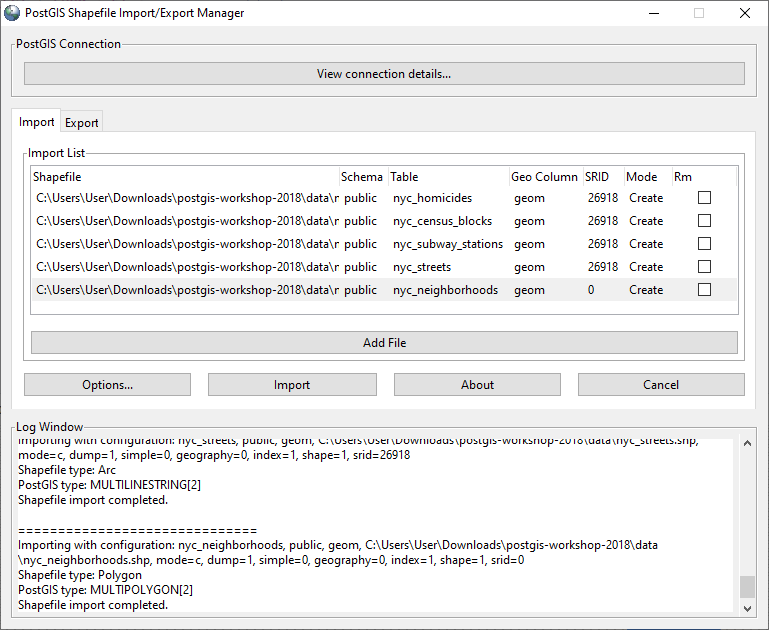 PostGIS Shapefile Import/Export Manager
PostGIS Connection
View connection details...
Import Export
Import List
Shapefile Schema Table Geo Column SRID Mode Rm
C:\Users\User\Downloads\postgis-workshop-2018\data\n public nyc_homicides geom 26918 Create
C:\Users\User\Downloads\postgis-workshop-2018\data\n public nyc_census_blocks geom 26918 Create
C:\Users\User\Downloads\postgis-workshop-2018\data\n public nyc_subway_stations geom 26918 Create
C:\Users\User\Downloads\postgis-workshop-2018\data\n public nyc_streets geom 26918 Create
C:\Users\User\Downloads\postgis-workshop-2018\data\n public nyc_neighborhoods geom 0 Create
Add File
Options... Import About Cancel
Log Window
Importing with configuration: nyc_streets, public, geom, C:\Users\User\Downloads\postgis-workshop-2018\data\nyc_streets.shp,
mode=c, dump=1, simple=0, geography=0, index=1, shape=1, srid=26918
Shapefile type: Arc
PostGIS type: MULTILINESTRING[2]
Shapefile import completed.
==============================
Importing with configuration: nyc_neighborhoods, public, geom, C:\Users\User\Downloads\postgis-workshop-2018\data
\nyc_neighborhoods.shp, mode=c, dump=1, simple=0, geography=0, index=1, shape=1, srid=0
Shapefile type: Polygon
PostGIS type: MULTIPOLYGON[2]
Shapefile import completed.